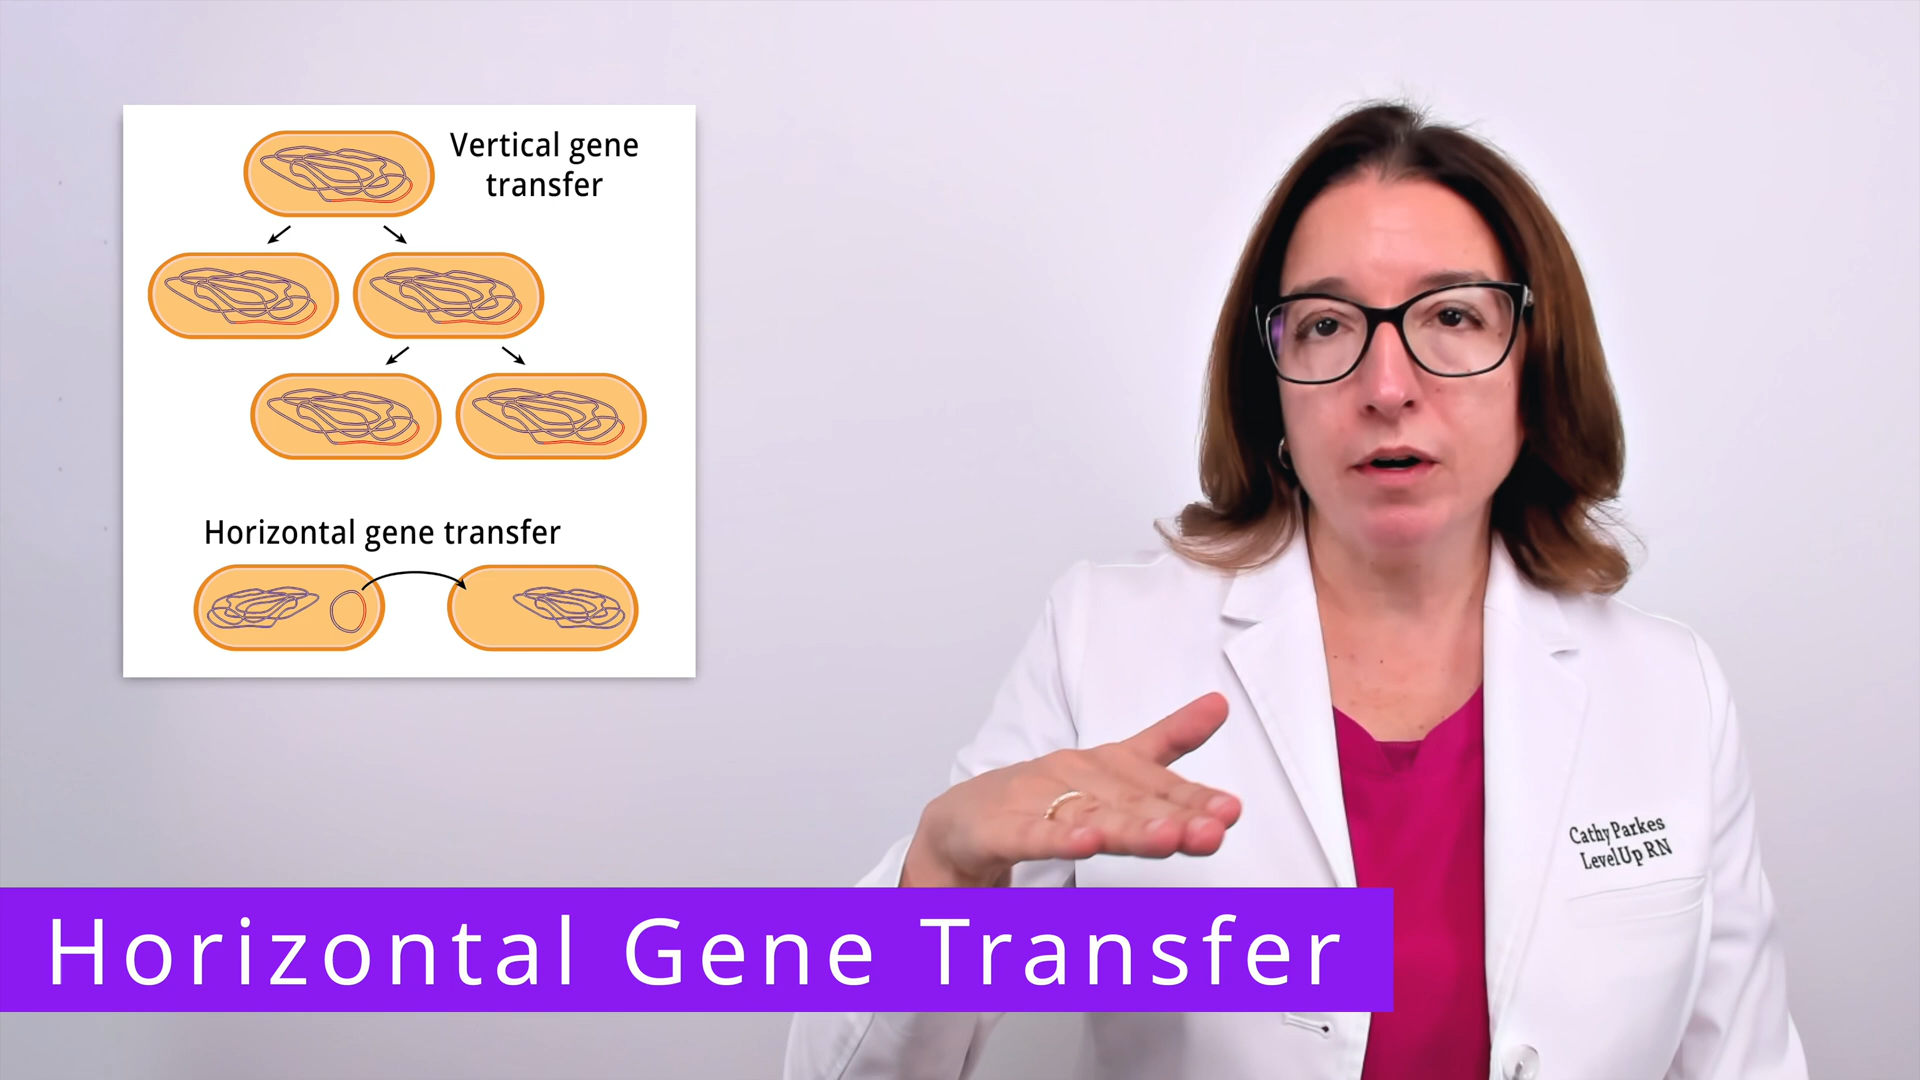 Vertical gene
transfer
Horizontal gene transfer
Cathy Parkes
LevelUp RN
Horizontal Gene Transfer